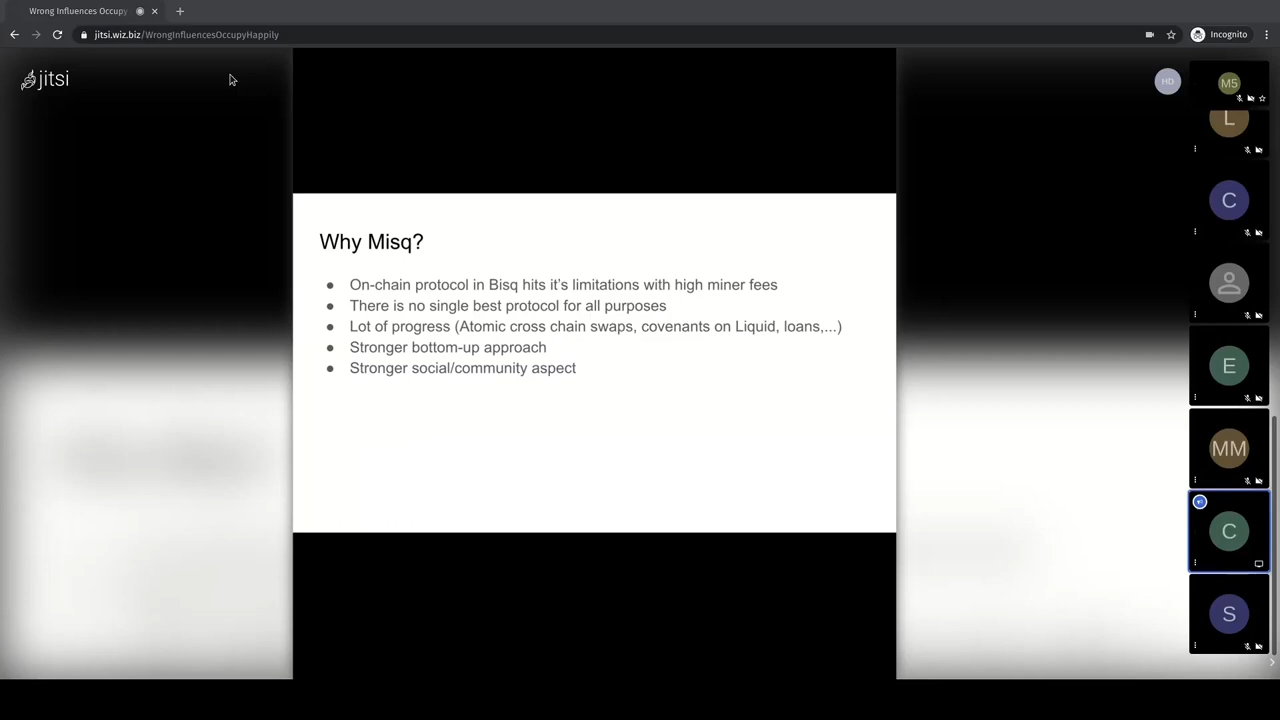 Wrong Influences Occupy
jitsi.wiz.biz/WrongInfluencesOccupyHappily
Incognito
jitsi
HD
M5
L
C
Why Misq?
● On-chain protocol in Bisq hits it's limitations with high miner fees
● There is no single best protocol for all purposes
● Lot of progress (Atomic cross chain swaps, covenants on Liquid, loans,...)
● Stronger bottom-up approach
● Stronger social/community aspect
E
MM
C
S